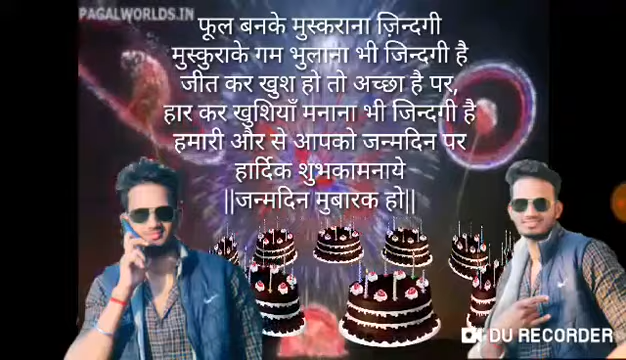 PAGALWORLDS.IN
फूल बनके मुस्कराना ज़िन्दगी
मुस्कुराके गम भुलाना भी जिन्दगी है
जीत कर खुश हो तो अच्छा है पर,
हार कर खुशियाँ मनाना भी जिन्दगी है
हमारी और से आपको जन्मदिन पर
हार्दिक शुभकामनाये
||जन्मदिन मुबारक हो||
DU RECORDER